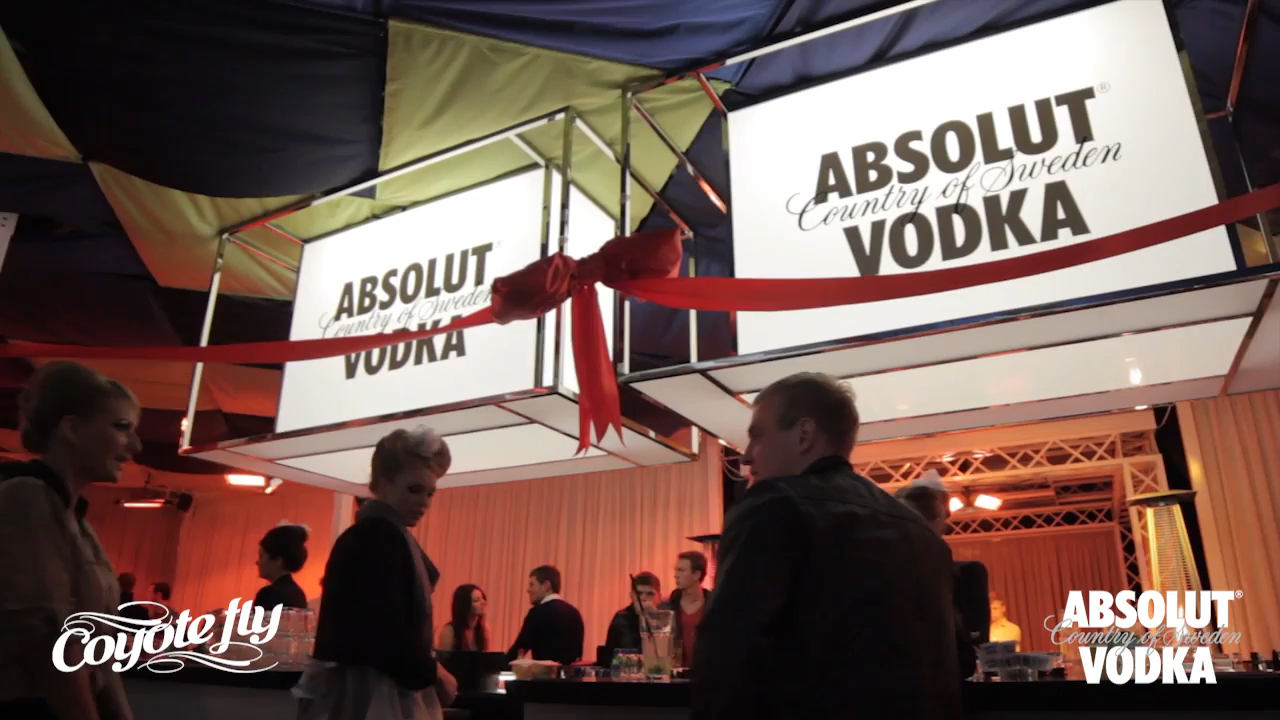 ABSOLUT
Country of Sweden
VODKA
ABSOLUT®
Country of Sweden
VODKA
Coyote fly
ABSOLUT®
Country of Sweden
VODKA